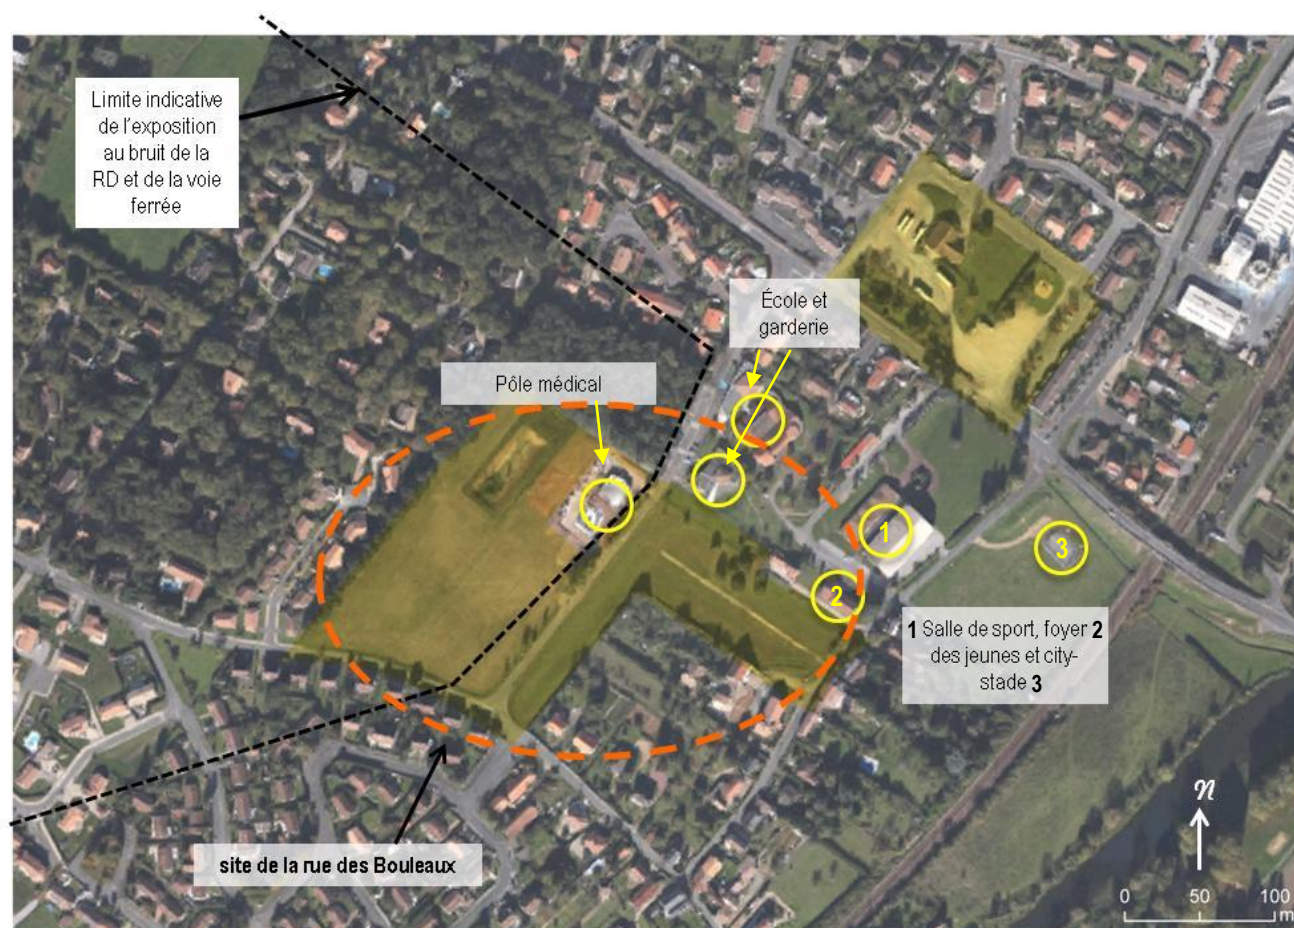 Limite indicative
de l'exposition
au bruit de la
RD et de la voie
ferrée
École et
garderie
Pôle médical
1
2
3
1 Salle de sport, foyer 2
des jeunes et city-
stade 3
site de la rue des Bouleaux
N
0 50 100
m